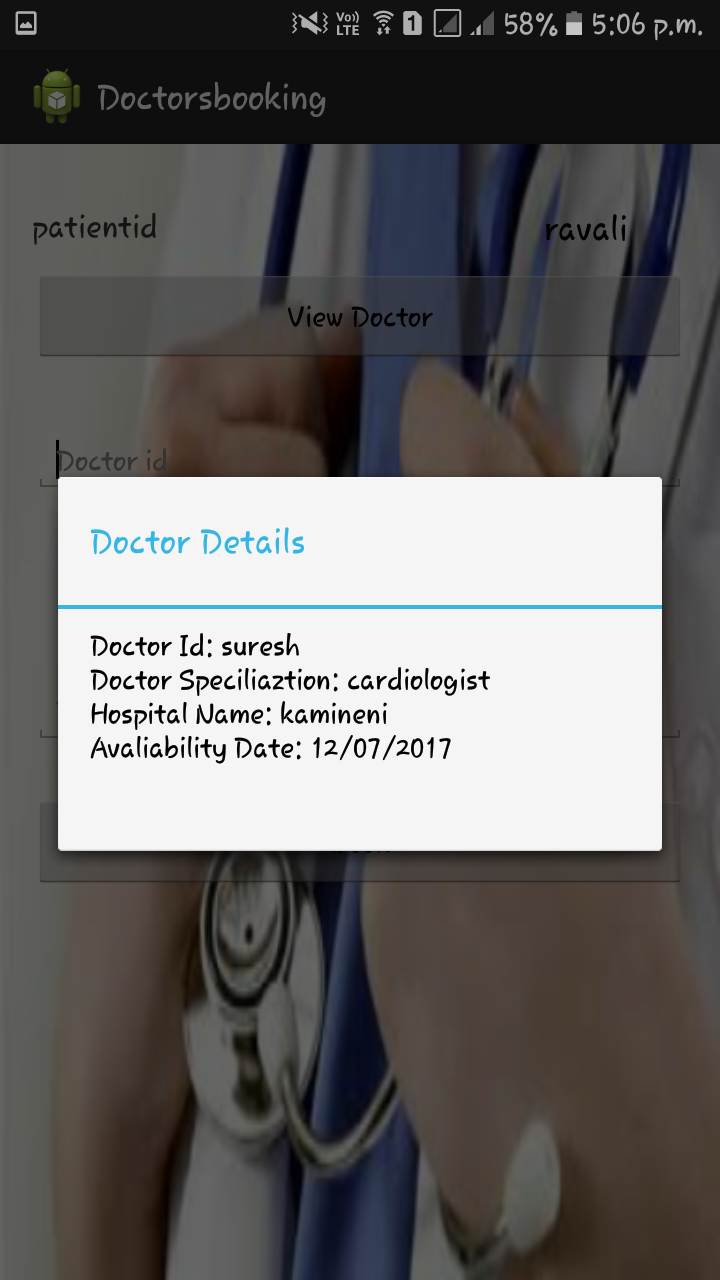 Vo)) LTE 1 58% 5:06 p.m.
Doctorsbooking
patientid ravali
View Doctor
Doctor id
Doctor Details
Doctor Id: suresh
Doctor Speciliaztion: cardiologist
Hospital Name: kamineni
Avaliability Date: 12/07/2017